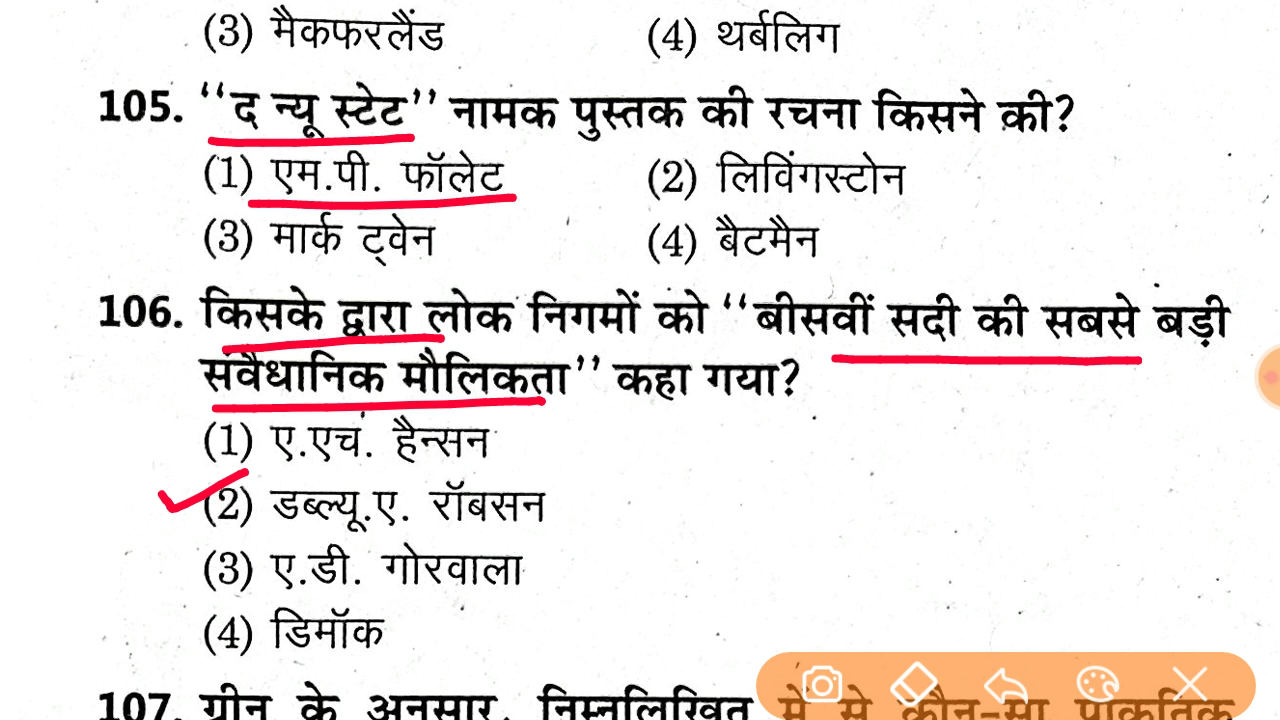 (3) मैकफरलैंड (4) थर्बलिग
105. ‘‘द न्यू स्टेट’’ नामक पुस्तक की रचना किसने की?
(1) एम.पी. फॉलेट (2) लिविंगस्टोन
(3) मार्क ट्वेन (4) बैटमैन
106. किसके द्वारा लोक निगमों को ‘‘बीसवीं सदी की सबसे बड़ी
संवैधानिक मौलिकता’’ कहा गया?
(1) ए.एच. हैन्सन
(2) डब्ल्यू.ए. रॉबसन
(3) ए.डी. गोरवाला
(4) डिमॉक
107. ग्रीन के अनुसार, निम्नलिखित में से कौन-सा प्राकृतिक